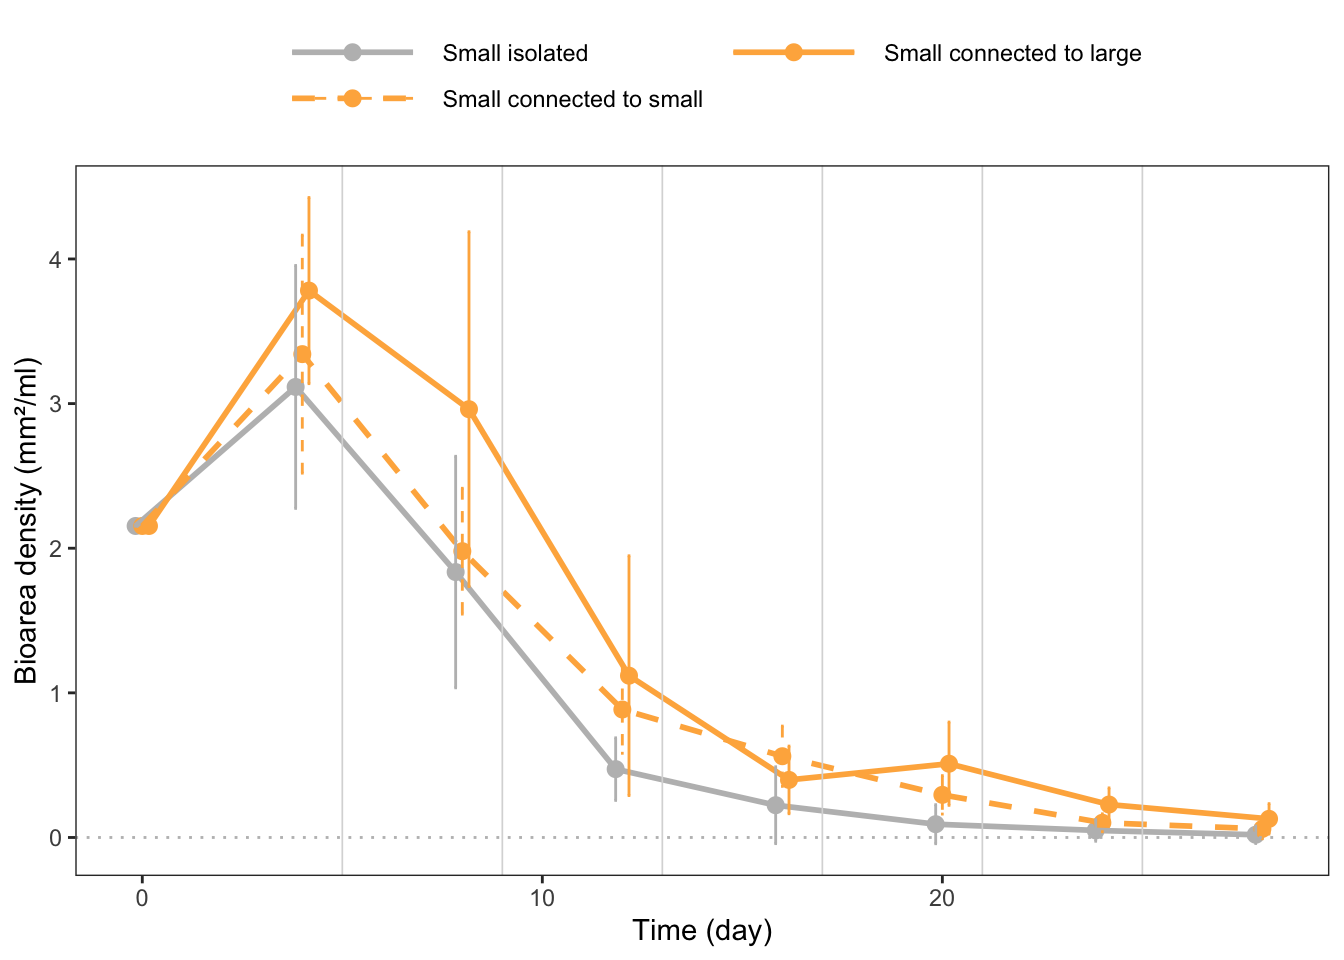 Small isolated
Small connected to large
Small connected to small
Bioarea density (mm²/ml)
4
3
2
1
0
0
10
20
Time (day)